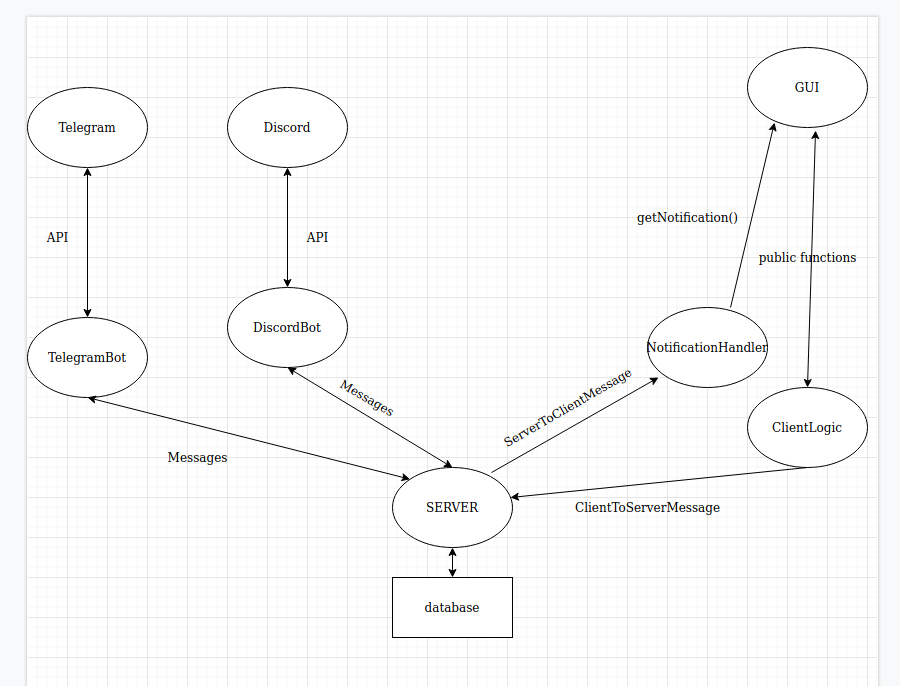 GUI
Telegram
Discord
getNotification()
API
API
public functions
DiscordBot
NotificationHandler
TelegramBot
Messages
ServerToClientMessage
ClientLogic
Messages
SERVER
ClientToServerMessage
database